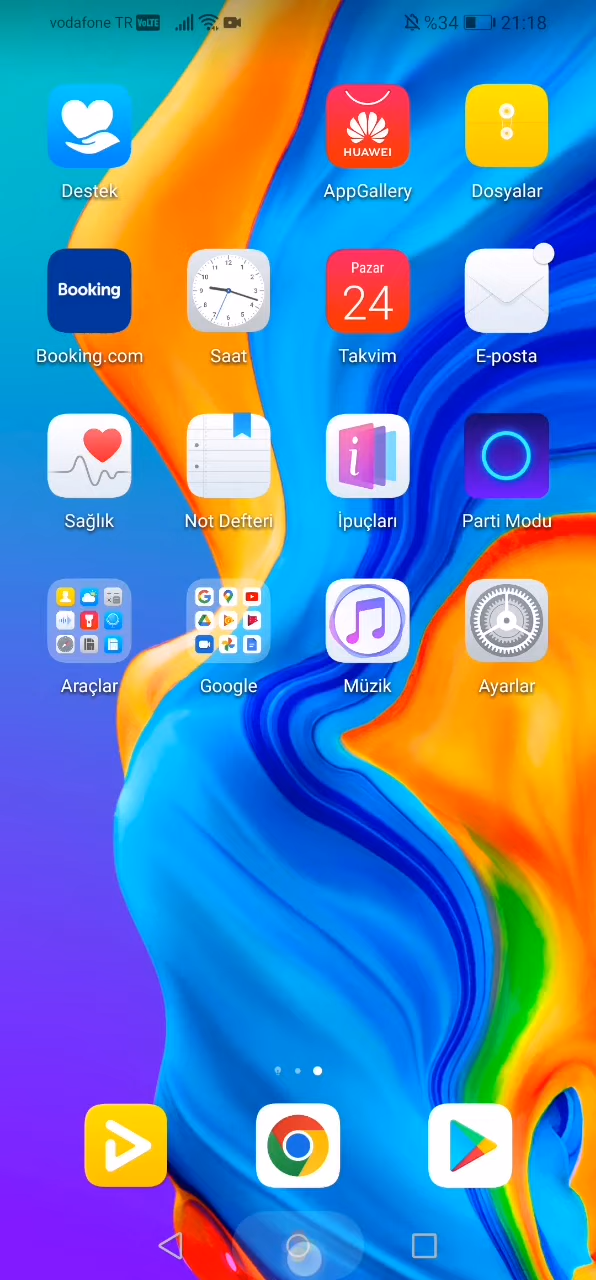 vodafone TR VoLTE %34 21:18
HUAWEI
Destek AppGallery Dosyalar
Booking Pazar
24
Booking.com Saat Takvim E-posta
Sağlık Not Defteri İpuçları Parti Modu
Araçlar Google Müzik Ayarlar